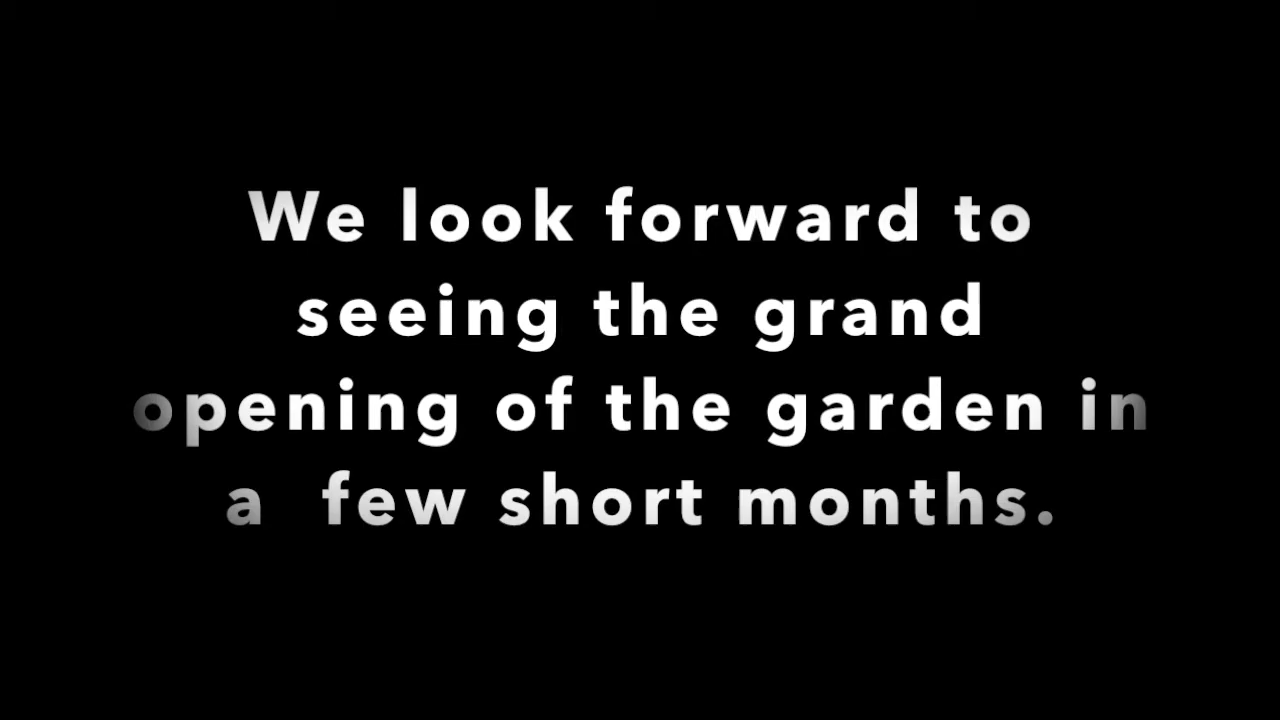 We look forward to
seeing the grand
opening of the garden in
a  few short months.